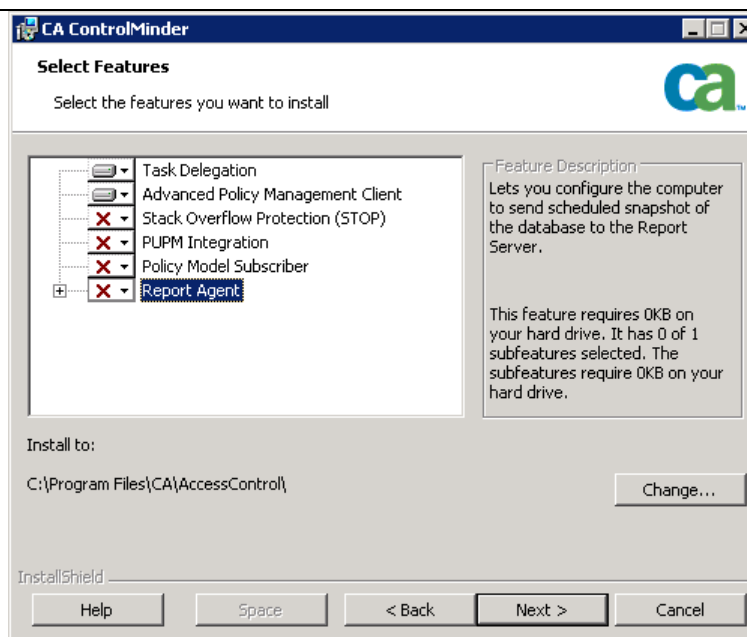 CA ControlMinder
Select Features
Select the features you want to install
ca
Task Delegation
Advanced Policy Management Client
Stack Overflow Protection (STOP)
PUPM Integration
Policy Model Subscriber
Report Agent
Feature Description
Lets you configure the computer
to send scheduled snapshot of
the database to the Report
Server.
This feature requires 0KB on
your hard drive. It has 0 of 1
subfeatures selected. The
subfeatures require 0KB on your
hard drive.
Install to:
C:\Program Files\CA\AccessControl\
Change...
InstallShield
Help
Space
< Back
Next >
Cancel